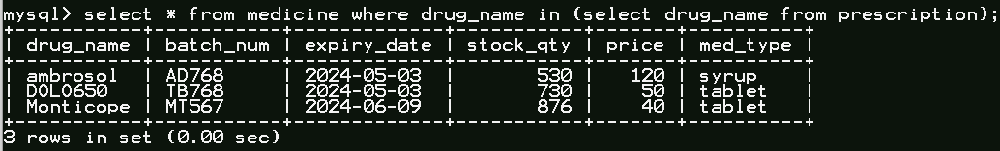 mysql> select * from medicine where drug_name in (select drug_name from prescription);
+-----------+-----------+-------------+-----------+-------+----------+
| drug_name | batch_num | expiry_date | stock_qty | price | med_type |
+-----------+-----------+-------------+-----------+-------+----------+
| ambrosol  | AD768     | 2024-05-03  |       530 |   120 | syrup    |
| DOLO650   | TB768     | 2024-05-03  |       730 |    50 | tablet   |
| Monticope | MT567     | 2024-06-09  |       876 |    40 | tablet   |
+-----------+-----------+-------------+-----------+-------+----------+
3 rows in set (0.00 sec)